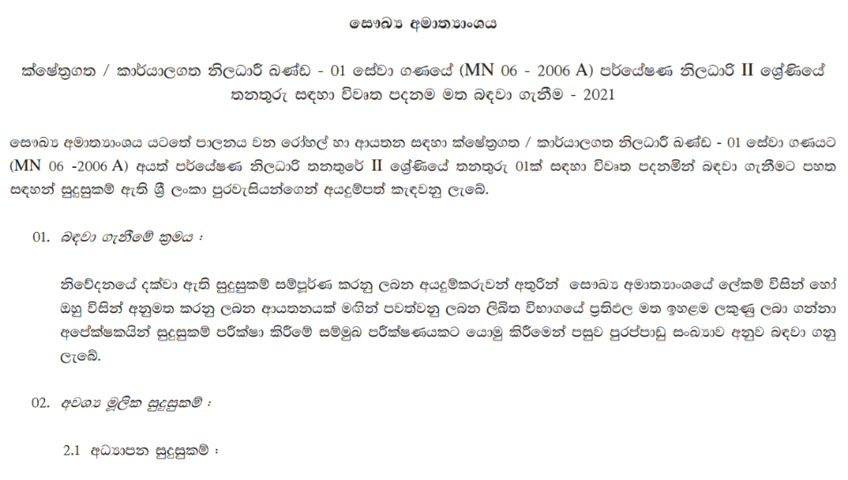 සෞඛ්‍ය අමාත්‍යාංශය
ක්ෂේත්‍රගත / කාර්යාලගත නිලධාරී ඛණ්ඩ - 01 සේවා ගණයේ (MN 06 - 2006 A) පර්යේෂණ නිලධාරි II ශ්‍රේණියේ
තනතුරු සඳහා විවෘත පදනම මත බඳවා ගැනීම - 2021
සෞඛ්‍ය අමාත්‍යාංශය යටතේ පාලනය වන රෝහල් හා ආයතන සඳහා ක්ෂේත්‍රගත / කාර්යාලගත නිලධාරී ඛණ්ඩ - 01 සේවා ගණයට
(MN 06 -2006 A) අයත් පර්යේෂණ නිලධාරි තනතුරේ II ශ්‍රේණියේ තනතුරු 01ක් සඳහා විවෘත පදනමින් බඳවා ගැනීමට පහත
සඳහන් සුදුසුකම් ඇති ශ්‍රී ලංකා පුරවැසියන්ගෙන් අයදුම්පත් කැඳවනු ලැබේ.
01. බඳවා ගැනීමේ ක්‍රමය :
නිවේදනයේ දක්වා ඇති සුදුසුකම් සම්පූර්ණ කරනු ලබන අයදුම්කරුවන් අතුරින් සෞඛ්‍ය අමාත්‍යාංශයේ ලේකම් විසින් හෝ
ඔහු විසින් අනුමත කරනු ලබන ආයතනයක් මඟින් පවත්වනු ලබන ලිඛිත විභාගයේ ප්‍රතිඵල මත ඉහළම ලකුණු ලබා ගන්නා
අපේක්ෂකයින් සුදුසුකම් පරීක්ෂා කිරීමේ සම්මුඛ පරීක්ෂණයකට යොමු කිරීමෙන් පසුව පුරප්පාඩු සංඛ්‍යාව අනුව බඳවා ගනු
ලැබේ.
02. අවශ්‍ය මූලික සුදුසුකම් :
2.1 අධ්‍යාපන සුදුසුකම් :